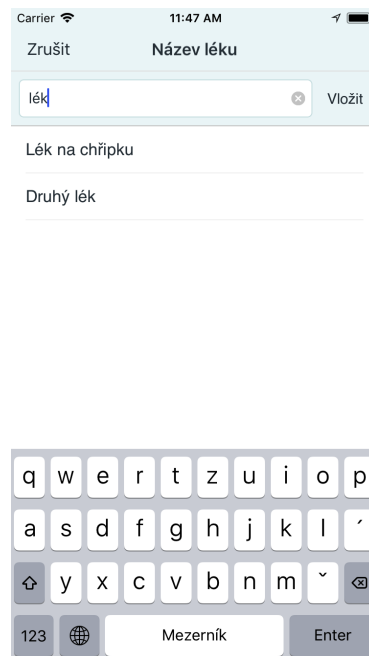 Carrier 11:47 AM
Zrušit Název léku
lék Vložit
Lék na chřipku
Druhý lék
q w e r t z u i o p
a s d f g h j k l ´
y x c v b n m ˇ
123 Mezerník Enter